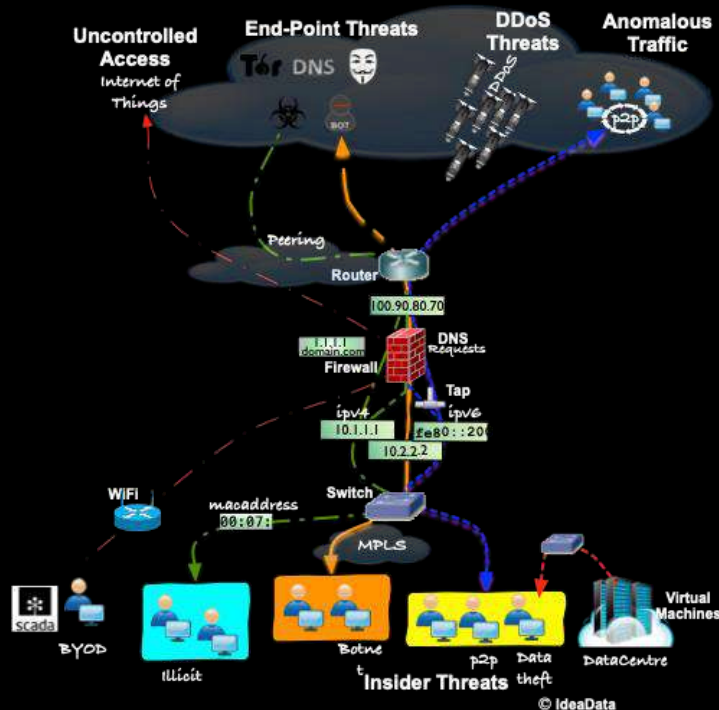 Uncontrolled
Access
Internet of
Things
End-Point Threats
Tor DNS
BOT
DDoS
Threats
DDoS
Anomalous
Traffic
p2p
Peering
Router
100.90.80.70
1.1.1.1
domain.com
Firewall
DNS
Requests
Tap
ipv4
10.1.1.1
ipv6
fe80::200
10.2.2.2
WiFi
Switch
macaddress
00:07:
MPLS
scada
BYOD
Illicit
Botne
t
p2p
Data
theft
Insider Threats
Virtual
Machines
DataCentre
© IdeaData